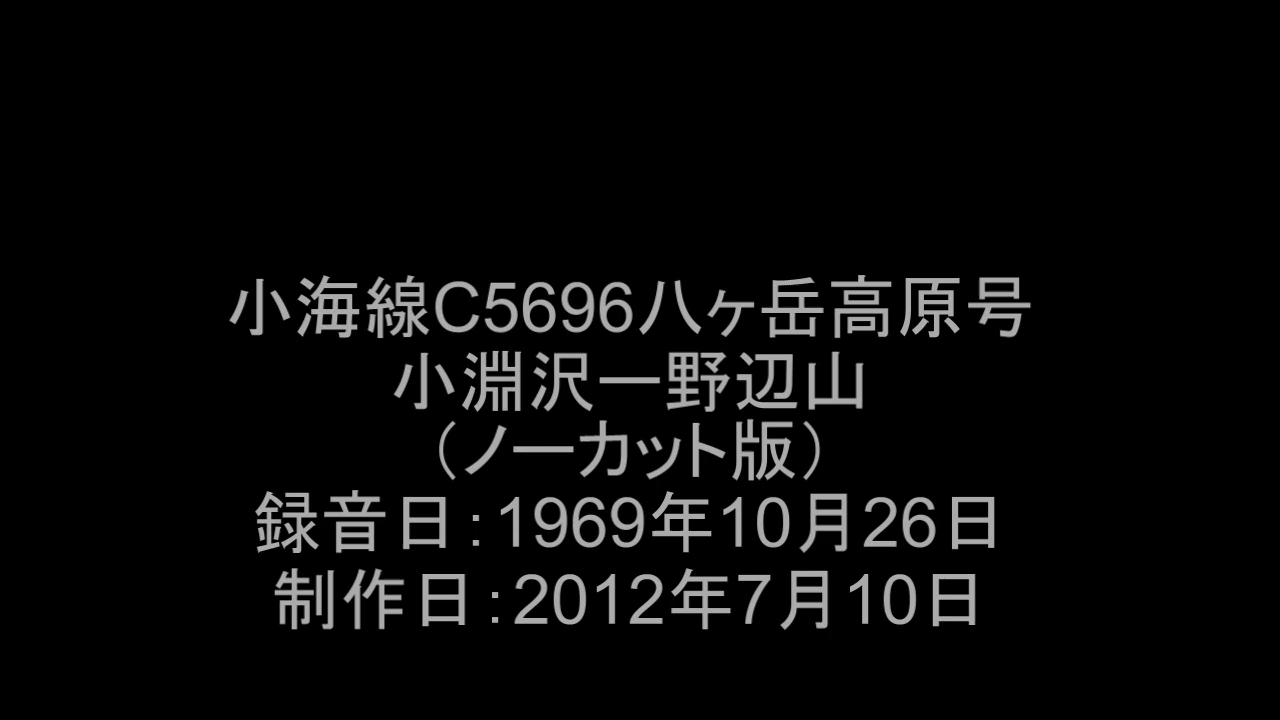 小海線C5696八ヶ岳高原号
小淵沢ー野辺山
（ノーカット版）
録音日：1969年10月26日
制作日：2012年7月10日